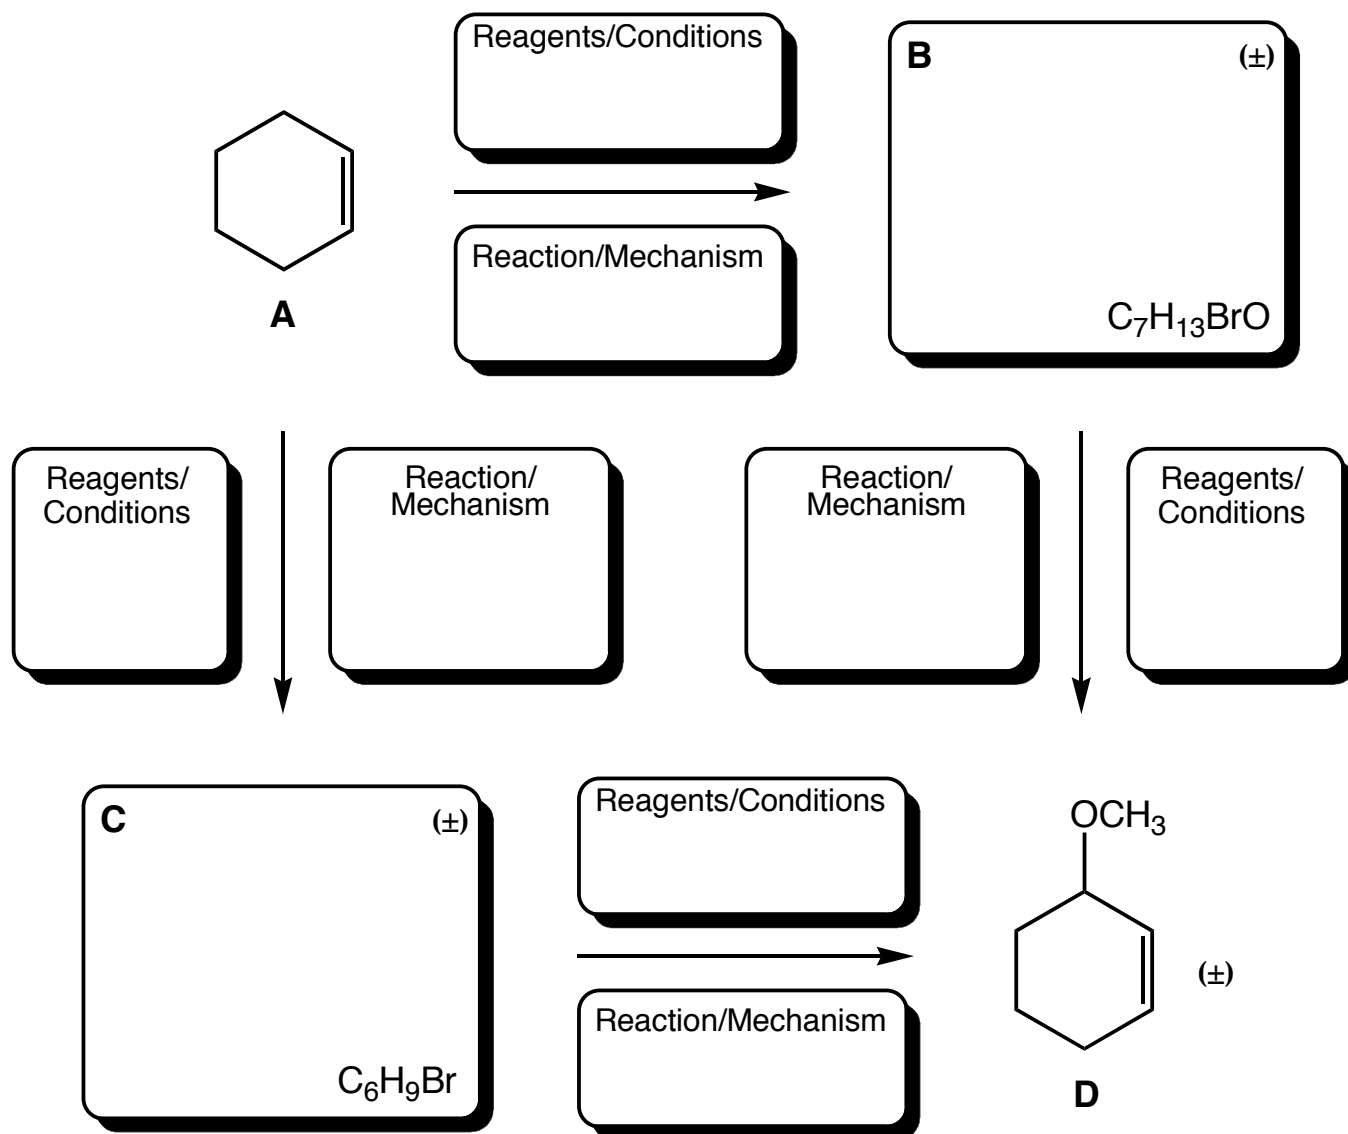 Reagents/Conditions
B (±)
Reaction/Mechanism
A
C₇H₁₃BrO
Reagents/
Conditions
Reaction/
Mechanism
Reaction/
Mechanism
Reagents/
Conditions
C (±)
Reagents/Conditions
OCH₃
(±)
Reaction/Mechanism
C₆H₉Br
D